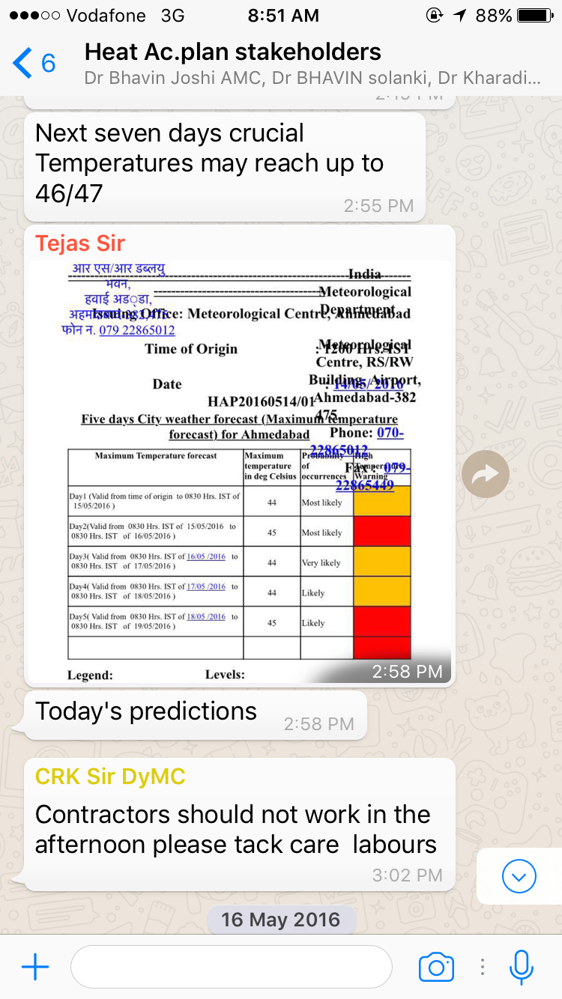 Vodafone 3G 8:51 AM 88%
6 Heat Ac.plan stakeholders
Dr Bhavin Joshi AMC, Dr BHAVIN solanki, Dr Kharadi...
Next seven days crucial
Temperatures may reach up to
46/47
2:55 PM
Tejas Sir
आर एस/आर डब्लयु
भवन,
हवाई अड्डा,
फोन न. 079 22865012
India
Meteorological
Department
Issuing Office: Meteorological Centre, Ahmedabad
Meteorological
Centre, RS/RW
Building, Airport,
Ahmedabad-382
475.
Phone: 070-
22865012
Fax : 079-
22865449
Time of Origin : 1200 Hrs. IST
Date : 14/05/ 2016
HAP20160514/01
Five days City weather forecast (Maximum temperature
forecast) for Ahmedabad
Maximum Temperature forecast
Maximum
temperature
in deg Celsius
Probability
of
occurrences
High
Temperature
Warning
Day1 (Valid from time of origin to 0830 Hrs. IST of
15/05/2016 )
44 Most likely
Day2(Valid from 0830 Hrs. IST of 15/05/2016 to
0830 Hrs. IST of 16/05/2016 )
45 Most likely
Day3( Valid from 0830 Hrs. IST of 16/05 /2016 to
0830 Hrs. IST of 17/05/2016 )
44 Very likely
Day4( Valid from 0830 Hrs. IST of 17/05 /2016 to
0830 Hrs. IST of 18/05/2016 )
44 Likely
Day5( Valid from 0830 Hrs. IST of 18/05 /2016 to
0830 Hrs. IST of 19/05/2016 )
45 Likely
Legend: Levels:
2:58 PM
Today's predictions
2:58 PM
CRK Sir DyMC
Contractors should not work in the
afternoon please tack care labours
3:02 PM
16 May 2016